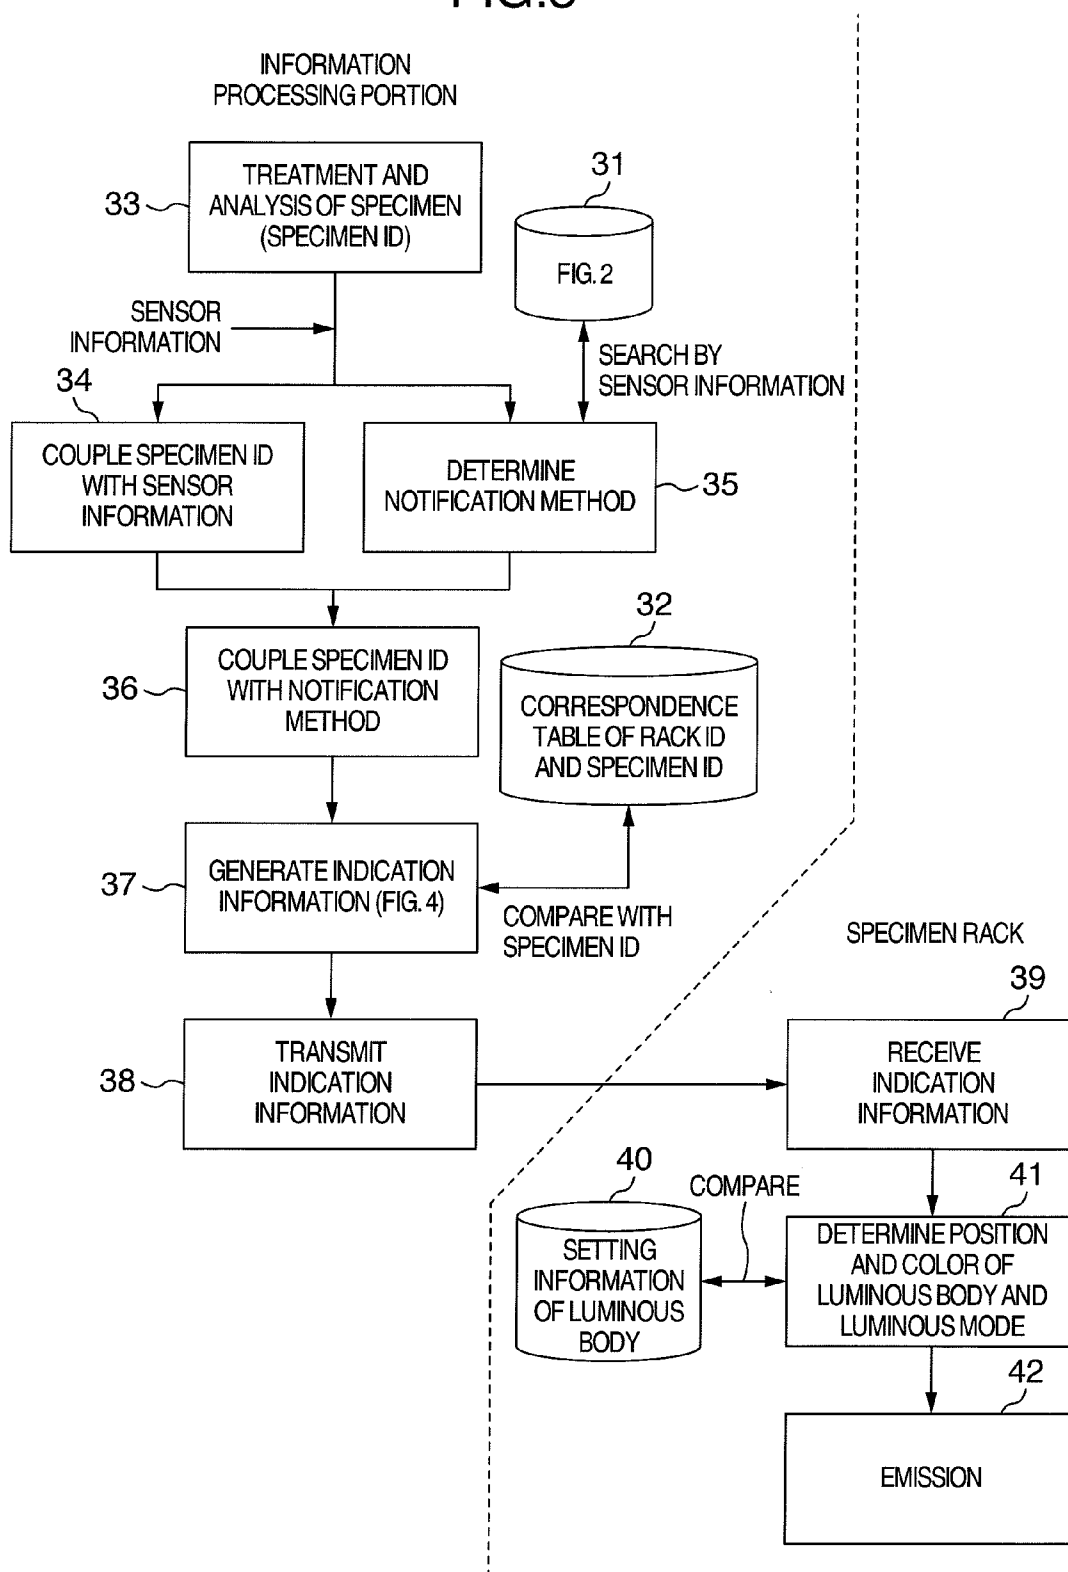 INFORMATION
PROCESSING PORTION
33
TREATMENT AND
ANALYSIS OF SPECIMEN
(SPECIMEN ID)
31
FIG. 2
SENSOR
INFORMATION
SEARCH BY
SENSOR INFORMATION
34
COUPLE SPECIMEN ID
WITH SENSOR
INFORMATION
DETERMINE
NOTIFICATION METHOD
35
36
COUPLE SPECIMEN ID
WITH NOTIFICATION
METHOD
32
CORRESPONDENCE
TABLE OF RACK ID
AND SPECIMEN ID
37
GENERATE INDICATION
INFORMATION (FIG. 4)
COMPARE WITH
SPECIMEN ID
SPECIMEN RACK
38
TRANSMIT
INDICATION
INFORMATION
39
RECEIVE
INDICATION
INFORMATION
40
SETTING
INFORMATION
OF LUMINOUS
BODY
COMPARE
41
DETERMINE POSITION
AND COLOR OF
LUMINOUS BODY AND
LUMINOUS MODE
42
EMISSION